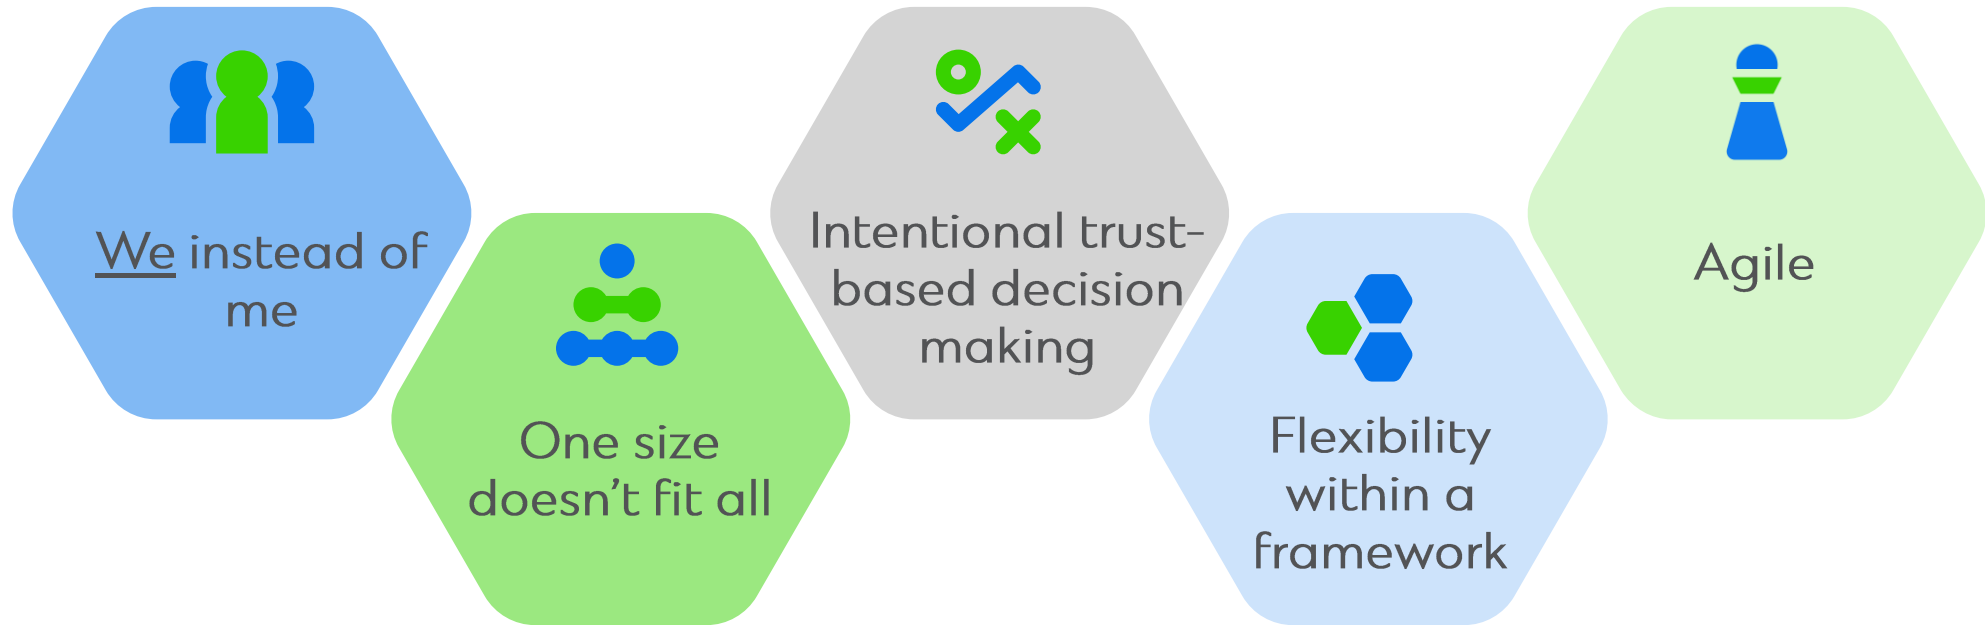 We instead of
me
One size
doesn’t fit all
Intentional trust-
based decision
making
Flexibility
within a
framework
Agile